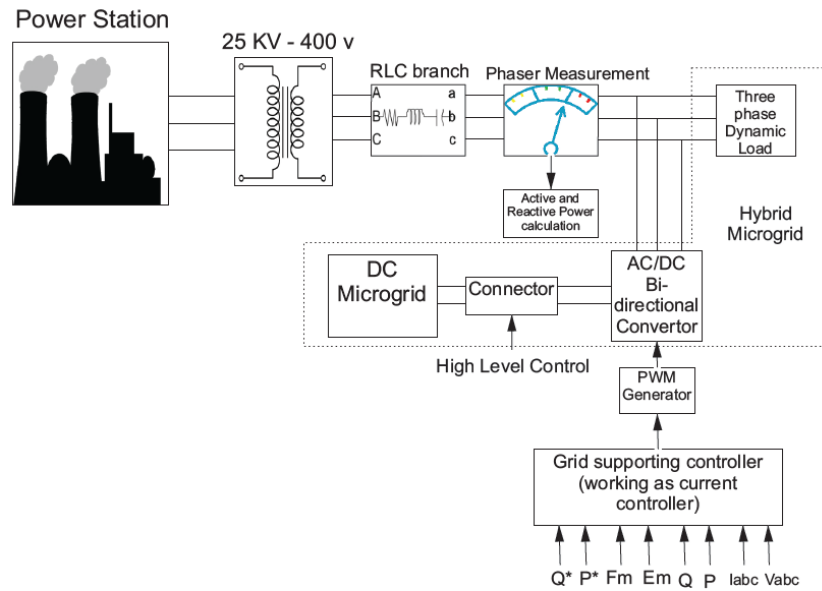 Power Station
25 KV - 400 v
RLC branch
Phaser Measurement
A a
B b
C c
Three
phase
Dynamic
Load
Active and
Reactive Power
calculation
Hybrid
Microgrid
DC
Microgrid
Connector
AC/DC
Bi-
directional
Convertor
High Level Control
PWM
Generator
Grid supporting controller
(working as current
controller)
Q* P* Fm Em Q P Iabc Vabc